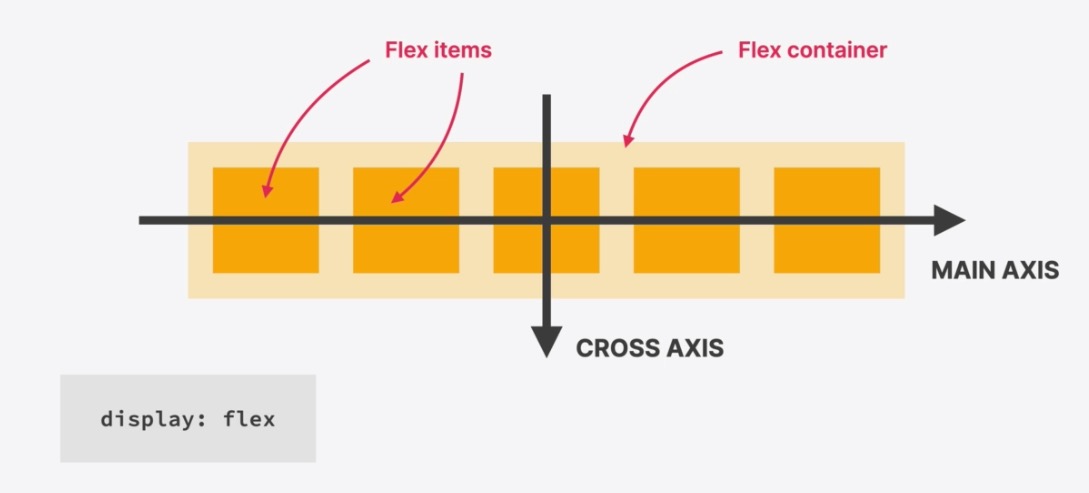 Flex items
Flex container
MAIN AXIS
CROSS AXIS
display: flex